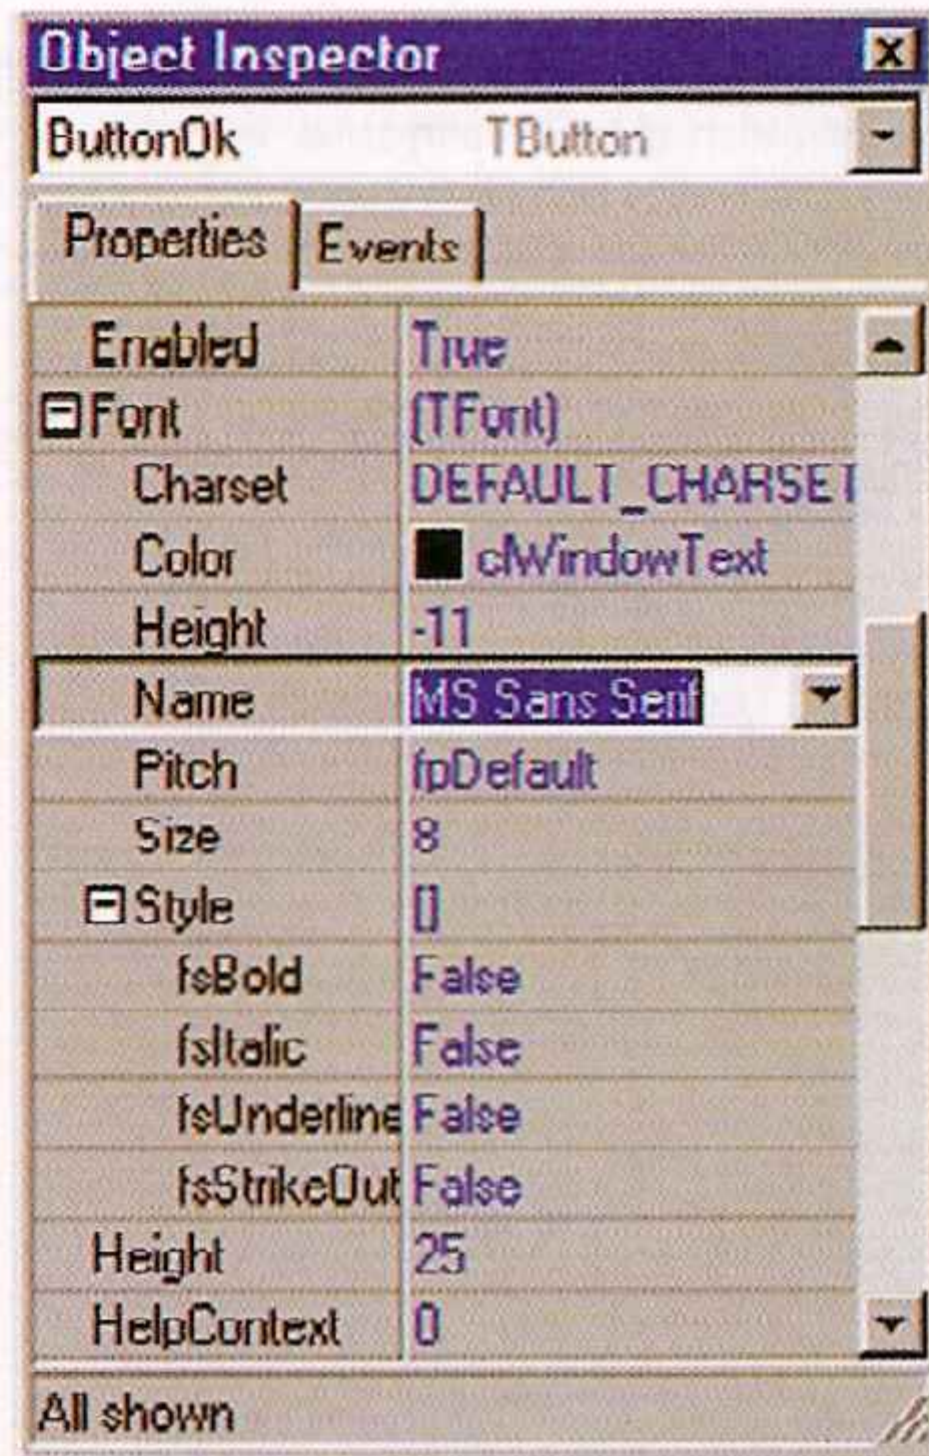 Object Inspector
ButtonOk TButton
Properties Events
Enabled True
Font (TFont)
Charset DEFAULT_CHARSET
Color clWindowText
Height -11
Name MS Sans Serif
Pitch fpDefault
Size 8
Style []
fsBold False
fsItalic False
fsUnderline False
fsStrikeOut False
Height 25
HelpContext 0
All shown